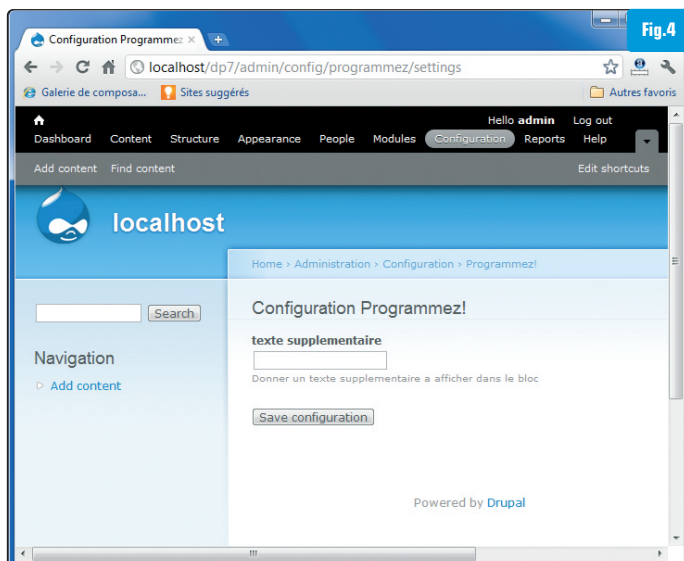 Fig.4
Configuration Programmez
localhost/dp7/admin/config/programmez/settings
Galerie de composa... Sites suggérés Autres favoris
Hello admin Log out
Dashboard Content Structure Appearance People Modules Configuration Reports Help
Add content Find content Edit shortcuts
localhost
Home › Administration › Configuration › Programmez!
Search
Configuration Programmez!
texte supplementaire
Donner un texte supplementaire a afficher dans le bloc
Navigation
Add content
Save configuration
Powered by Drupal